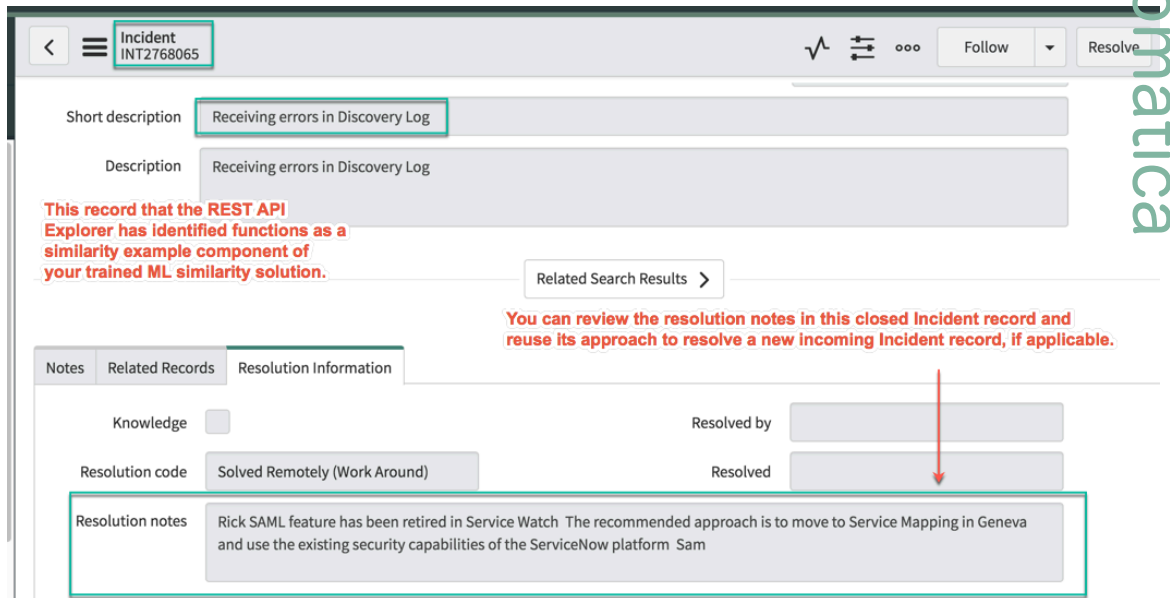 Incident
INT2768065
Follow
Resolve
Short description
Receiving errors in Discovery Log
Description
Receiving errors in Discovery Log
This record that the REST API
Explorer has identified functions as a
similarity example component of
your trained ML similarity solution.
Related Search Results
You can review the resolution notes in this closed Incident record and
reuse its approach to resolve a new incoming Incident record, if applicable.
Notes
Related Records
Resolution Information
Knowledge
Resolved by
Resolution code
Solved Remotely (Work Around)
Resolved
Resolution notes
Rick SAML feature has been retired in Service Watch The recommended approach is to move to Service Mapping in Geneva
and use the existing security capabilities of the ServiceNow platform Sam
omatica